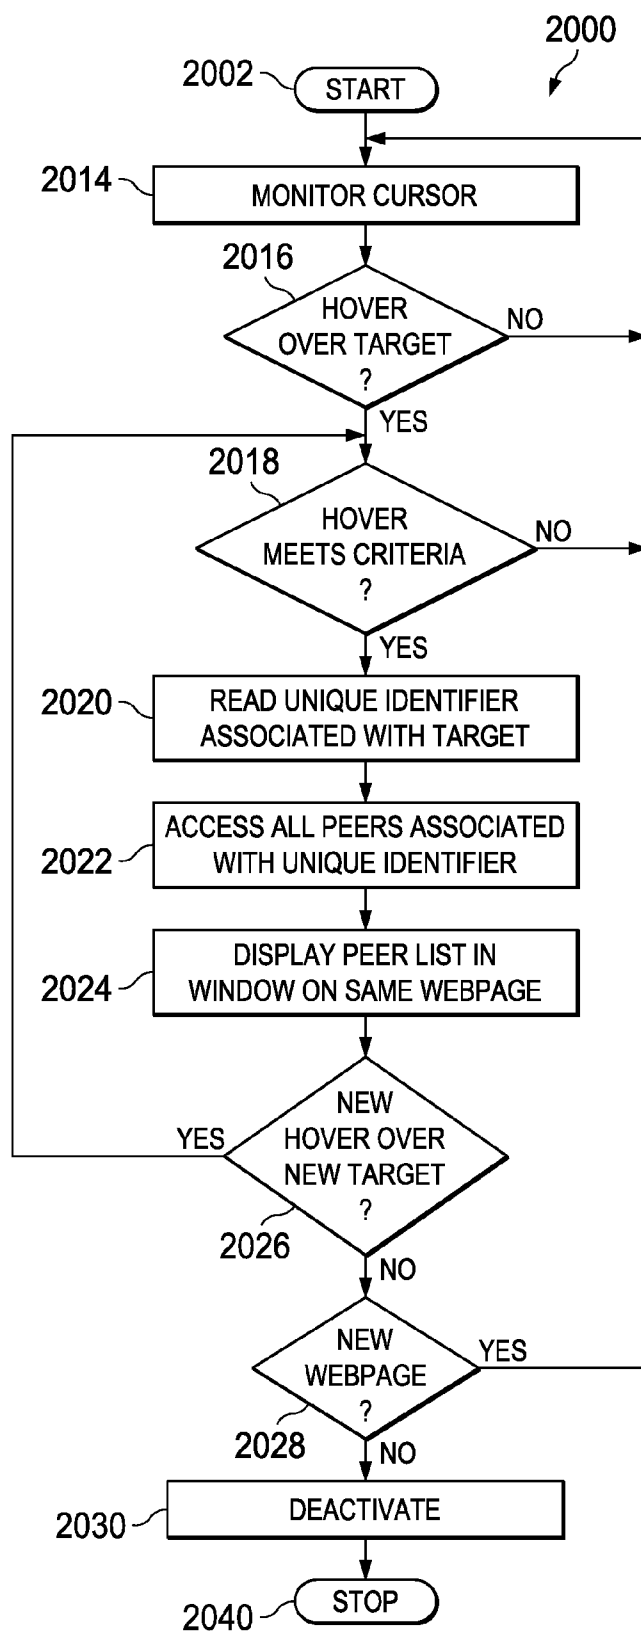 2000
2002
START
2014
MONITOR CURSOR
2016
HOVER
OVER TARGET
?
NO
YES
2018
HOVER
MEETS CRITERIA
?
NO
YES
2020
READ UNIQUE IDENTIFIER
ASSOCIATED WITH TARGET
2022
ACCESS ALL PEERS ASSOCIATED
WITH UNIQUE IDENTIFIER
2024
DISPLAY PEER LIST IN
WINDOW ON SAME WEBPAGE
YES
NEW
HOVER OVER
NEW TARGET
?
2026
NO
NEW
WEBPAGE
?
YES
2028
NO
2030
DEACTIVATE
2040
STOP